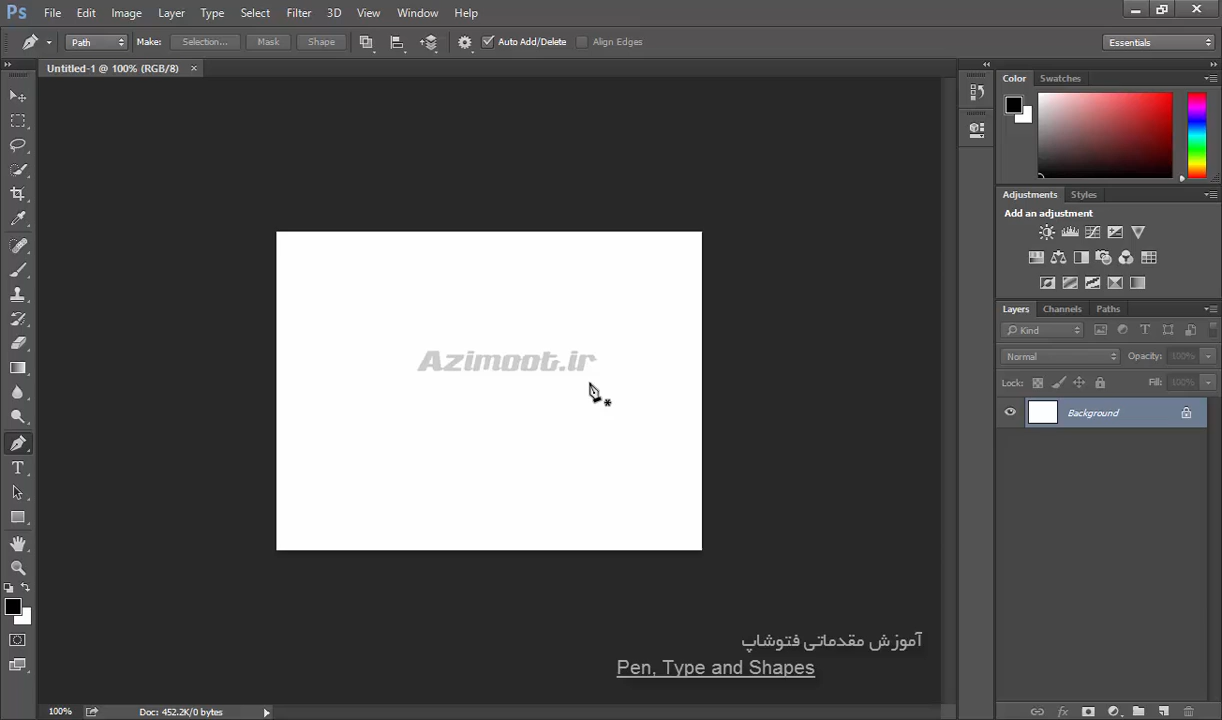 Ps File Edit Image Layer Type Select Filter 3D View Window Help
Path Make: Selection... Mask Shape Auto Add/Delete Align Edges Essentials
Untitled-1 @ 100% (RGB/8) ×
Color Swatches
Adjustments Styles
Add an adjustment
Layers Channels Paths
Kind
Normal Opacity: 100%
Lock: Fill: 100%
Background
Azimoot.ir
آموزش مقدماتی فتوشاپ
Pen, Type and Shapes
100% Doc: 452.2K/0 bytes